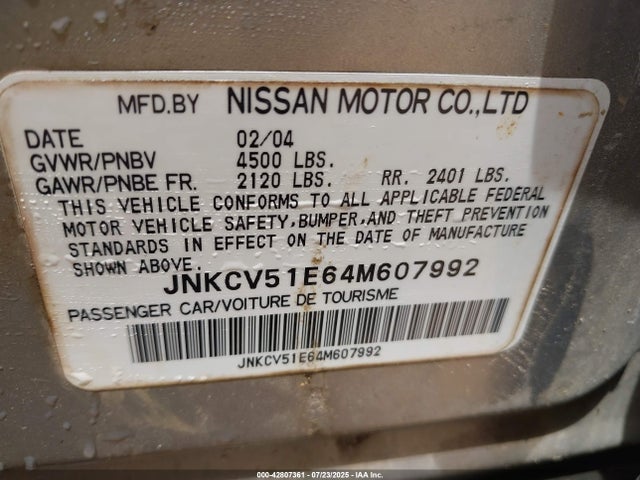 MFD.BY NISSAN MOTOR CO.,LTD
DATE 02/04
GVWR/PNBV 4500 LBS.
GAWR/PNBE FR. 2120 LBS. RR. 2401 LBS.
THIS VEHICLE CONFORMS TO ALL APPLICABLE FEDERAL
MOTOR VEHICLE SAFETY,BUMPER,AND THEFT PREVENTION
STANDARDS IN EFFECT ON THE DATE OF MANUFACTURE
SHOWN ABOVE.
JNKCV51E64M607992
PASSENGER CAR/VOITURE DE TOURISME
JNKCV51E64M607992
000-42807361 - 07/23/2025 - IAA Inc.